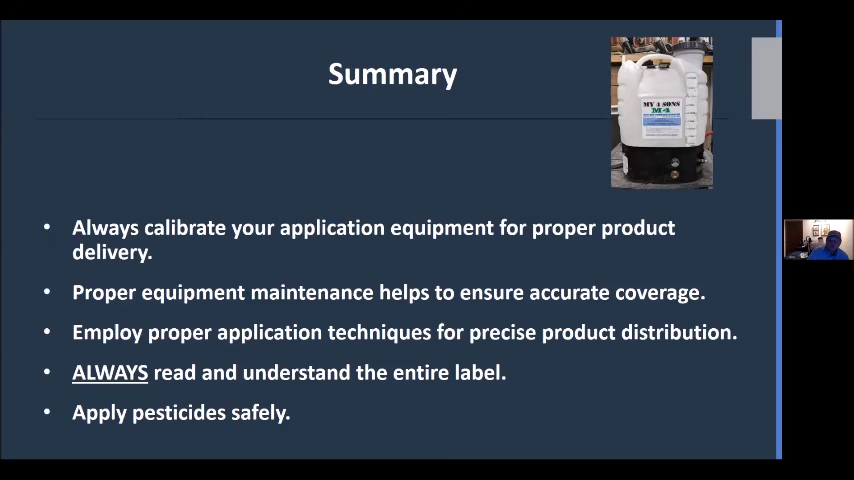 Summary
MY 4 SONS
M4
• Always calibrate your application equipment for proper product
delivery.
• Proper equipment maintenance helps to ensure accurate coverage.
• Employ proper application techniques for precise product distribution.
• ALWAYS read and understand the entire label.
• Apply pesticides safely.